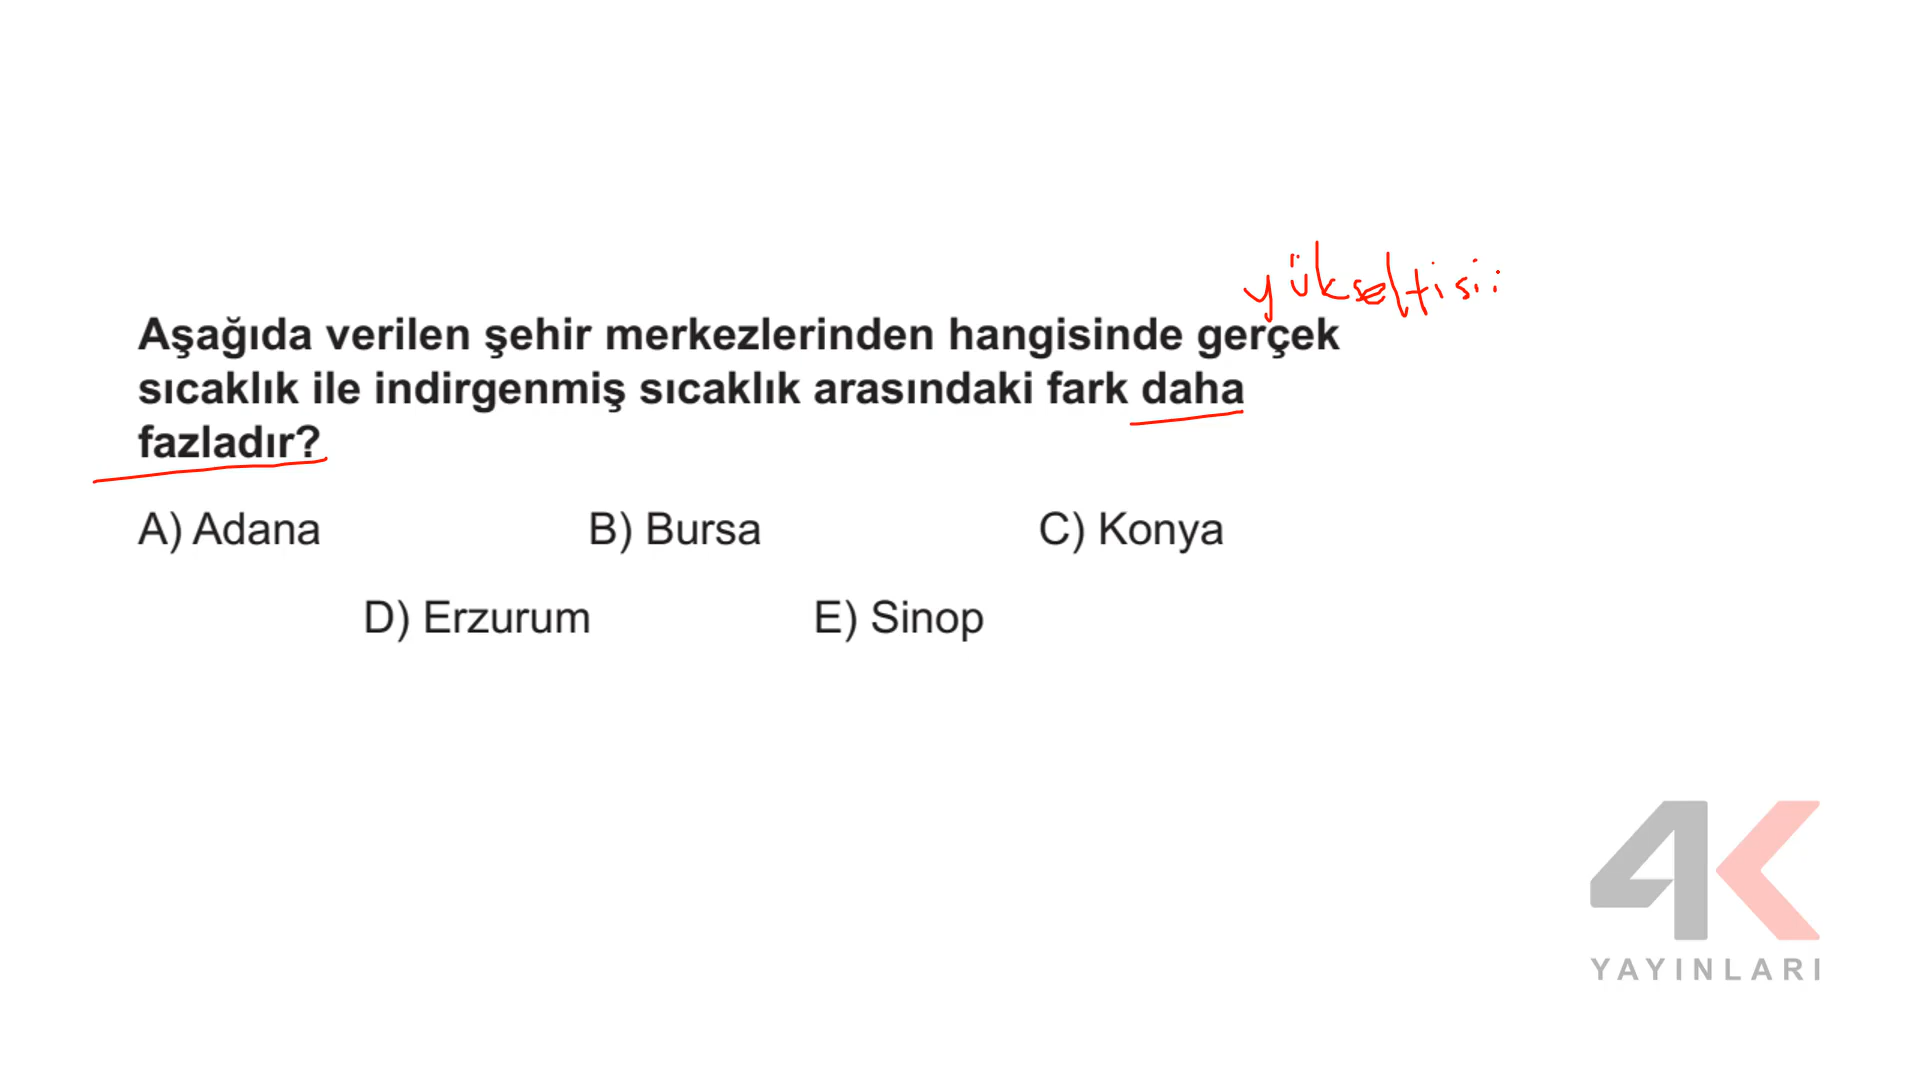 yükseltisi:
Aşağıda verilen şehir merkezlerinden hangisinde gerçek
sıcaklık ile indirgenmiş sıcaklık arasındaki fark daha
fazladır?
A) Adana B) Bursa C) Konya
D) Erzurum E) Sinop
4K
YAYINLARI